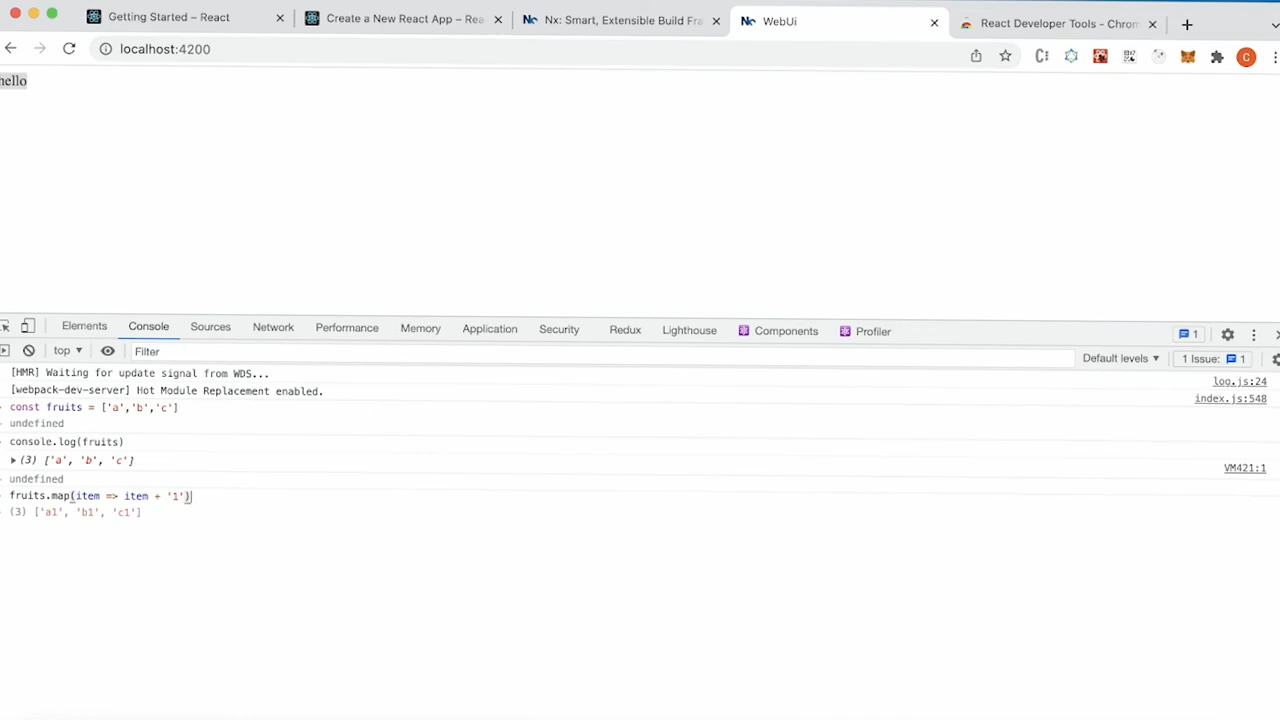 Getting Started – React
Create a New React App – Rea
Nx: Smart, Extensible Build Fra
WebUi
React Developer Tools - Chrom
localhost:4200
C
hello
Elements Console Sources Network Performance Memory Application Security Redux Lighthouse Components Profiler 1
top Filter Default levels 1 Issue: 1
[HMR] Waiting for update signal from WDS... log.js:24
[webpack-dev-server] Hot Module Replacement enabled. index.js:548
const fruits = ['a','b','c']
undefined
console.log(fruits)
(3) ['a', 'b', 'c'] VM421:1
undefined
fruits.map(item => item + '1')
(3) ['a1', 'b1', 'c1']